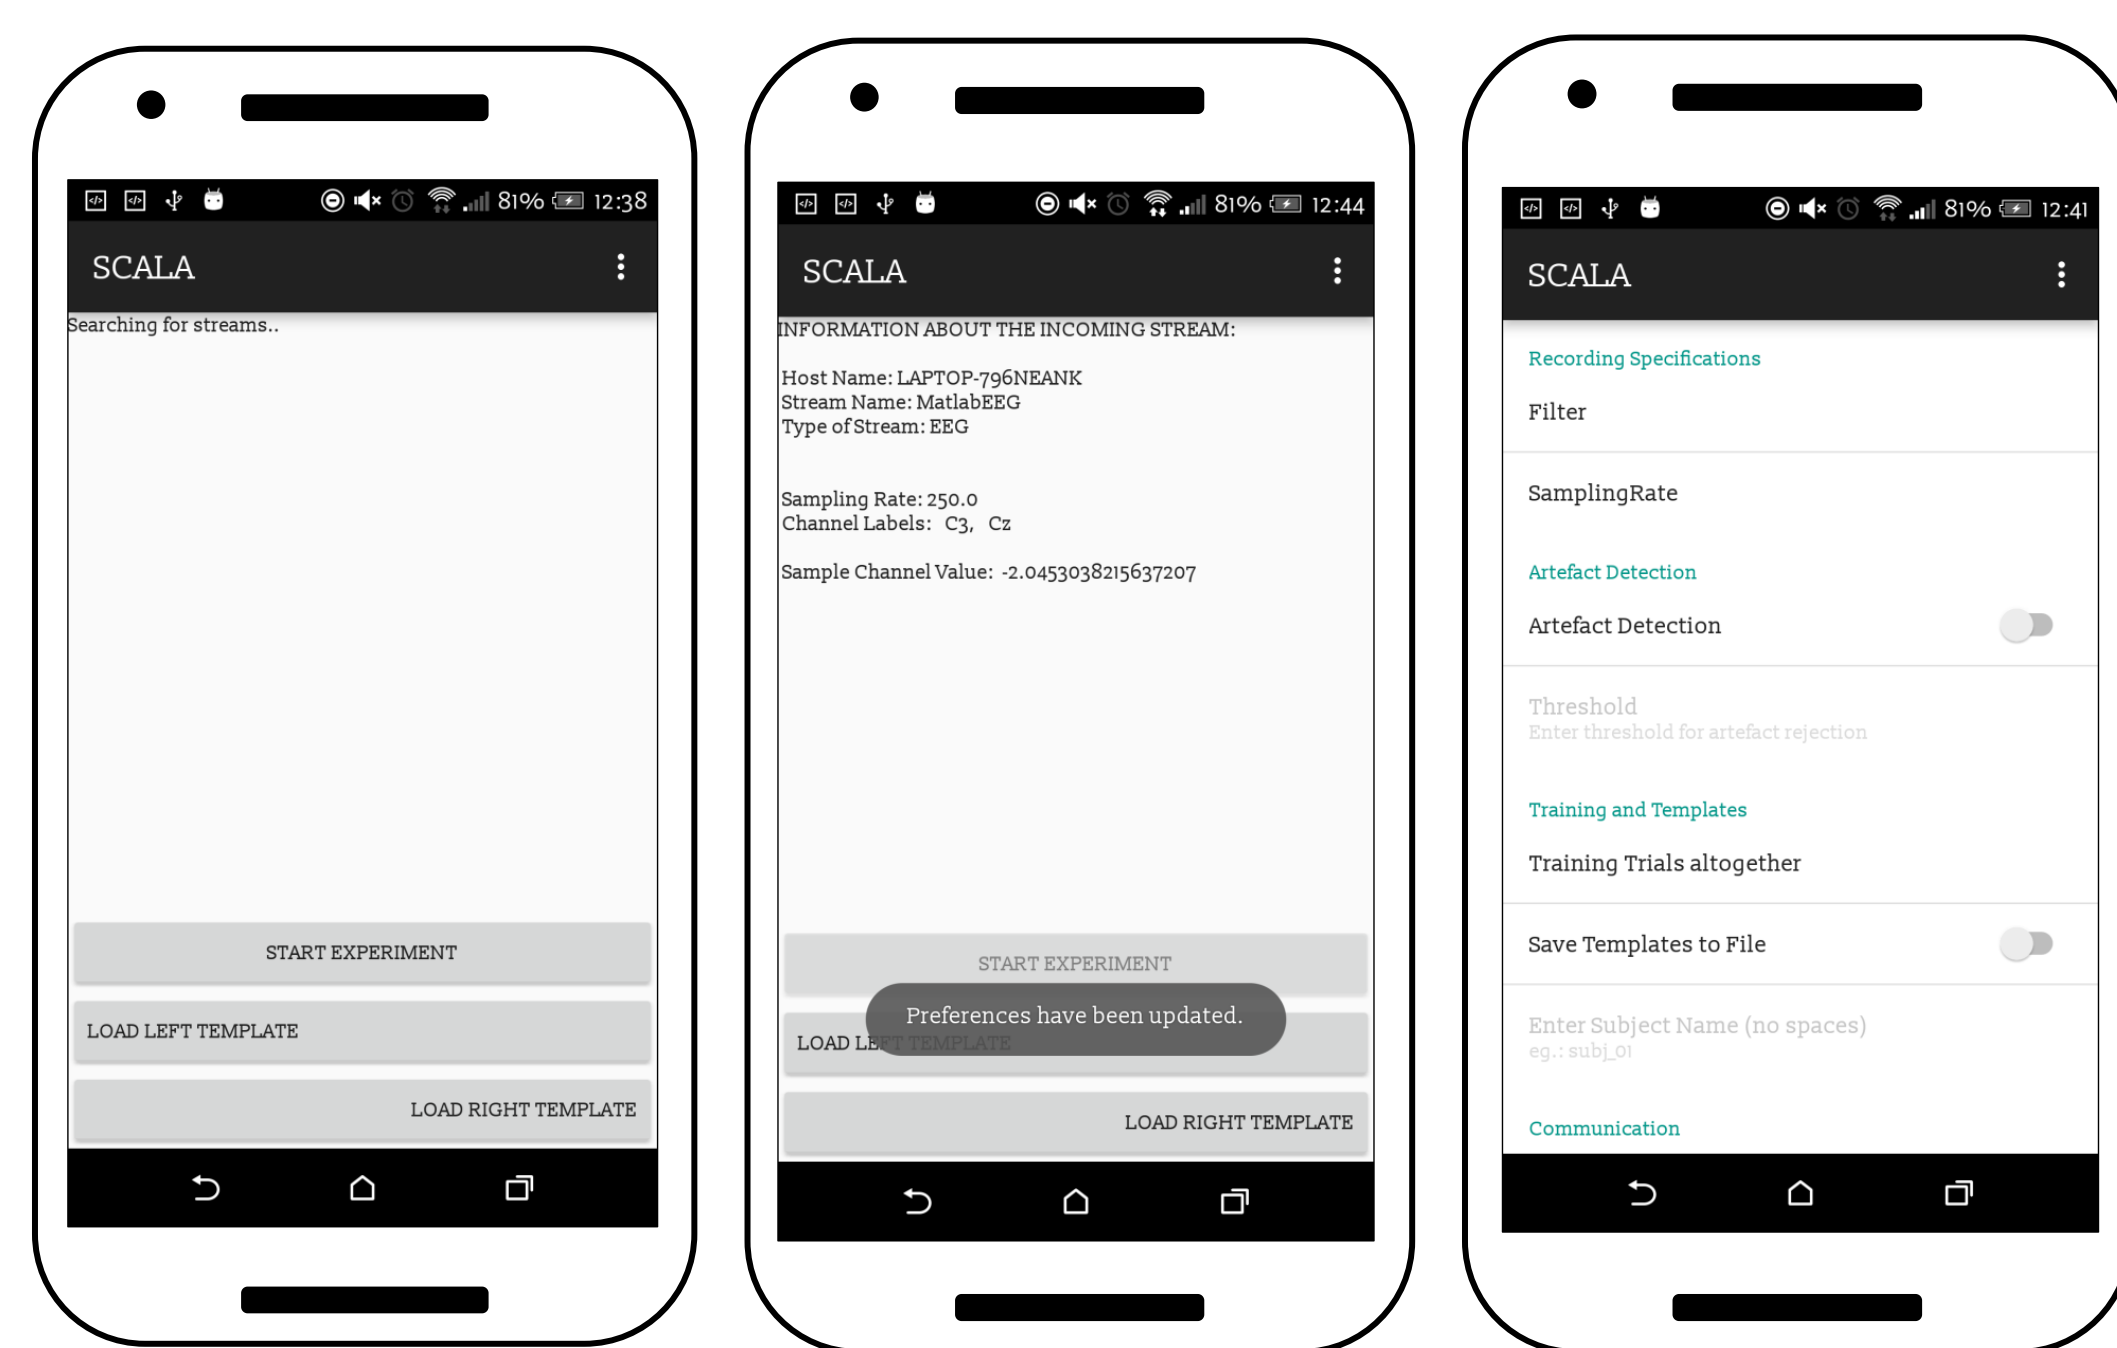 81% 12:38
SCALA
Searching for streams..
START EXPERIMENT
LOAD LEFT TEMPLATE
LOAD RIGHT TEMPLATE
81% 12:44
SCALA
INFORMATION ABOUT THE INCOMING STREAM:
Host Name: LAPTOP-796NEANK
Stream Name: MatlabEEG
Type of Stream: EEG
Sampling Rate: 250.0
Channel Labels: C3, Cz
Sample Channel Value: -2.0453038215637207
START EXPERIMENT
Preferences have been updated.
LOAD LEFT TEMPLATE
LOAD RIGHT TEMPLATE
81% 12:41
SCALA
Recording Specifications
Filter
SamplingRate
Artefact Detection
Artefact Detection
Threshold
Enter threshold for artefact rejection
Training and Templates
Training Trials altogether
Save Templates to File
Enter Subject Name (no spaces)
eg.: subj_01
Communication